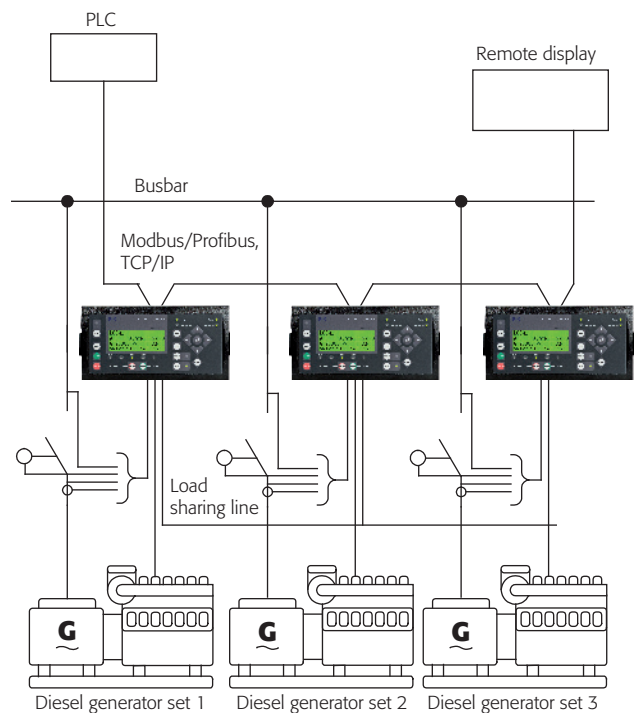 PLC
Remote display
Busbar
Modbus/Profibus,
TCP/IP
Load
sharing line
G
G
G
Diesel generator set 1
Diesel generator set 2
Diesel generator set 3